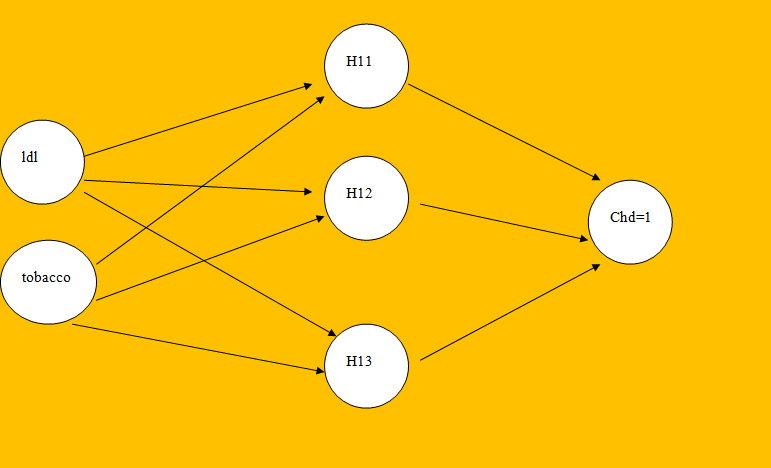 H11
ldl
H12
Chd=1
tobacco
H13